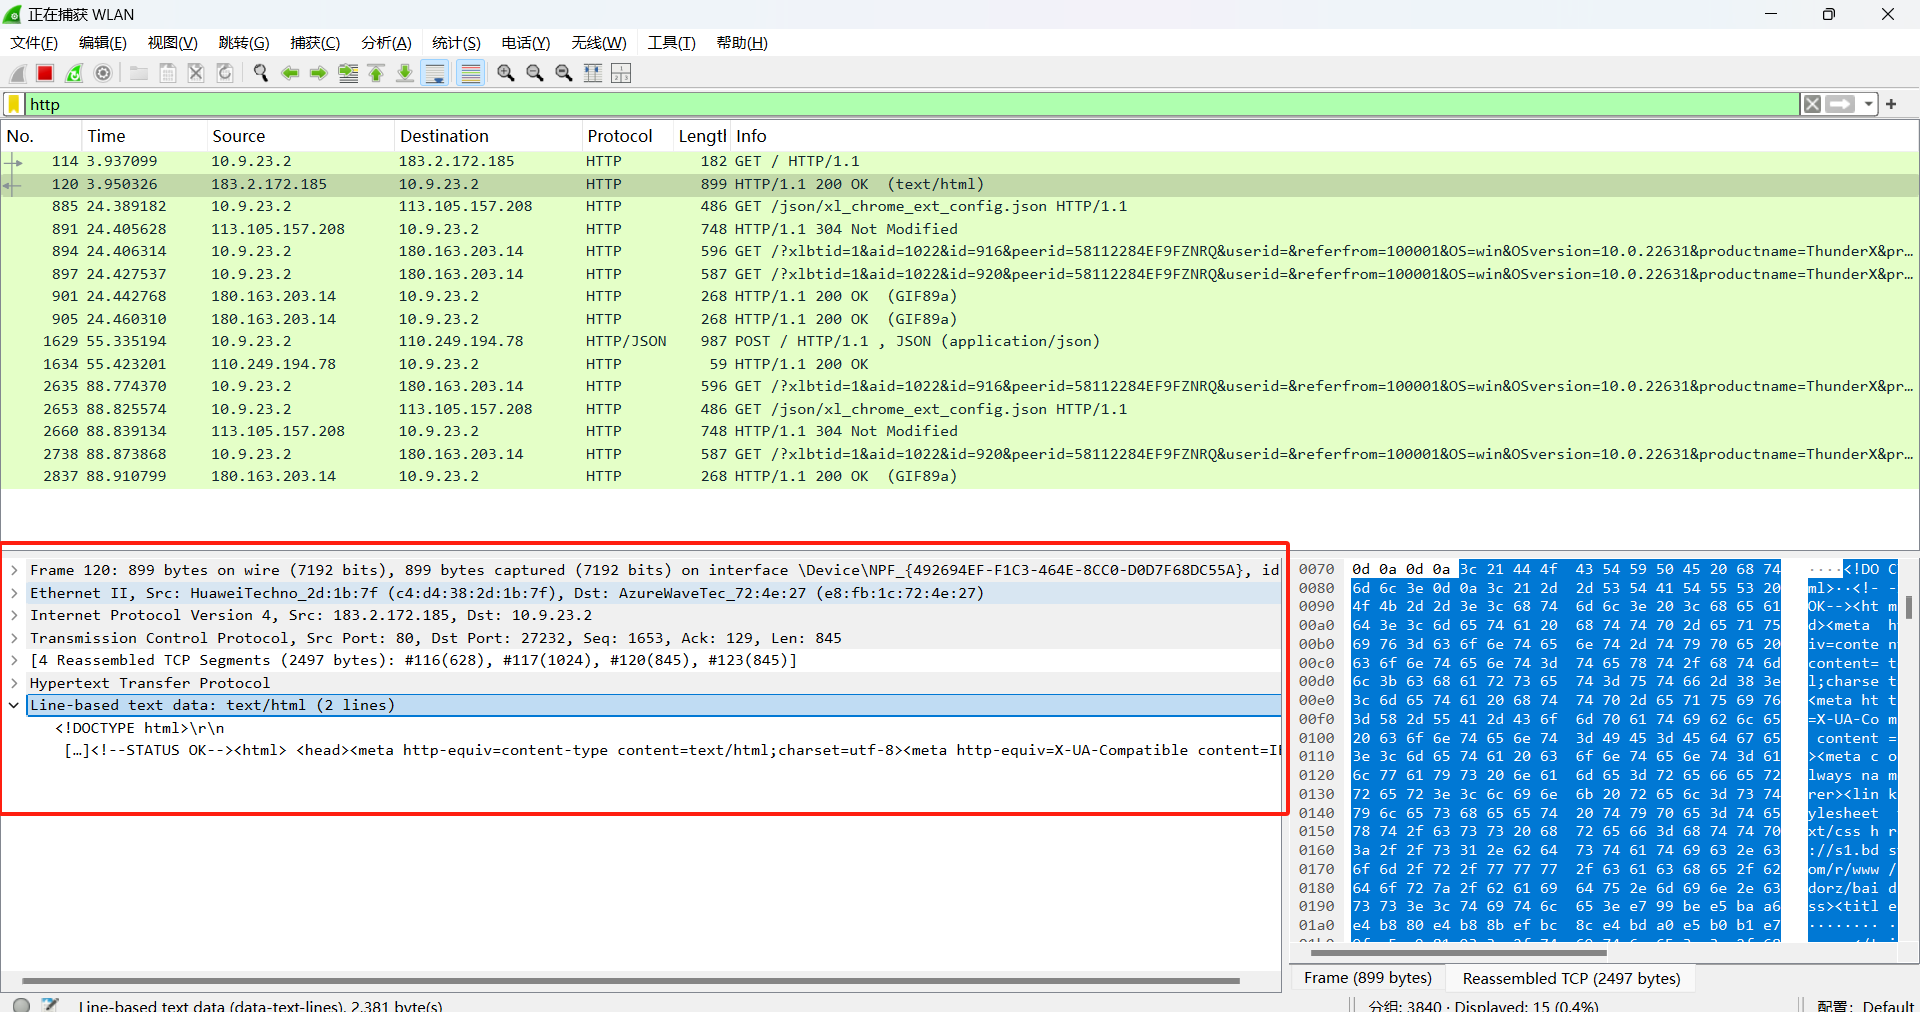 正在捕获 WLAN
文件(F) 编辑(E) 视图(V) 跳转(G) 捕获(C) 分析(A) 统计(S) 电话(Y) 无线(W) 工具(T) 帮助(H)
http
No. Time Source Destination Protocol Lengtl Info
114 3.937099 10.9.23.2 183.2.172.185 HTTP 182 GET / HTTP/1.1
120 3.950326 183.2.172.185 10.9.23.2 HTTP 899 HTTP/1.1 200 OK (text/html)
885 24.389182 10.9.23.2 113.105.157.208 HTTP 486 GET /json/xl_chrome_ext_config.json HTTP/1.1
891 24.405628 113.105.157.208 10.9.23.2 HTTP 748 HTTP/1.1 304 Not Modified
894 24.406314 10.9.23.2 180.163.203.14 HTTP 596 GET /?xlbtid=1&aid=1022&id=916&peerid=58112284EF9FZNRQ&userid=&referfrom=100001&OS=win&OSversion=10.0.22631&productname=ThunderX&pr…
897 24.427537 10.9.23.2 180.163.203.14 HTTP 587 GET /?xlbtid=1&aid=1022&id=920&peerid=58112284EF9FZNRQ&userid=&referfrom=100001&OS=win&OSversion=10.0.22631&productname=ThunderX&pr…
901 24.442768 180.163.203.14 10.9.23.2 HTTP 268 HTTP/1.1 200 OK (GIF89a)
905 24.460310 180.163.203.14 10.9.23.2 HTTP 268 HTTP/1.1 200 OK (GIF89a)
1629 55.335194 10.9.23.2 110.249.194.78 HTTP/JSON 987 POST / HTTP/1.1 , JSON (application/json)
1634 55.423201 110.249.194.78 10.9.23.2 HTTP 59 HTTP/1.1 200 OK
2635 88.774370 10.9.23.2 180.163.203.14 HTTP 596 GET /?xlbtid=1&aid=1022&id=916&peerid=58112284EF9FZNRQ&userid=&referfrom=100001&OS=win&OSversion=10.0.22631&productname=ThunderX&pr…
2653 88.825574 10.9.23.2 113.105.157.208 HTTP 486 GET /json/xl_chrome_ext_config.json HTTP/1.1
2660 88.839134 113.105.157.208 10.9.23.2 HTTP 748 HTTP/1.1 304 Not Modified
2738 88.873868 10.9.23.2 180.163.203.14 HTTP 587 GET /?xlbtid=1&aid=1022&id=920&peerid=58112284EF9FZNRQ&userid=&referfrom=100001&OS=win&OSversion=10.0.22631&productname=ThunderX&pr…
2837 88.910799 180.163.203.14 10.9.23.2 HTTP 268 HTTP/1.1 200 OK (GIF89a)
Frame 120: 899 bytes on wire (7192 bits), 899 bytes captured (7192 bits) on interface \Device\NPF_{492694EF-F1C3-464E-8CC0-D0D7F68DC55A}, id
Ethernet II, Src: HuaweiTechno_2d:1b:7f (c4:d4:38:2d:1b:7f), Dst: AzureWaveTec_72:4e:27 (e8:fb:1c:72:4e:27)
Internet Protocol Version 4, Src: 183.2.172.185, Dst: 10.9.23.2
Transmission Control Protocol, Src Port: 80, Dst Port: 27232, Seq: 1653, Ack: 129, Len: 845
[4 Reassembled TCP Segments (2497 bytes): #116(628), #117(1024), #120(845), #123(845)]
Hypertext Transfer Protocol
Line-based text data: text/html (2 lines)
<!DOCTYPE html>\r\n
[…]<!--STATUS OK--><html> <head><meta http-equiv=content-type content=text/html;charset=utf-8><meta http-equiv=X-UA-Compatible content=IE
0070 0d 0a 0d 0a 3c 21 44 4f 43 54 59 50 45 20 68 74 ····<!DO C
0080 6d 6c 3e 0d 0a 3c 21 2d 2d 53 54 41 54 55 53 20 ml>··<!- -
0090 4f 4b 2d 2d 3e 3c 68 74 6d 6c 3e 20 3c 68 65 61 OK--><ht m
00a0 64 3e 3c 6d 65 74 61 20 68 74 74 70 2d 65 71 75 d><meta h
00b0 69 76 3d 63 6f 6e 74 65 6e 74 2d 74 79 70 65 20 iv=conte n
00c0 63 6f 6e 74 65 6e 74 3d 74 65 78 74 2f 68 74 6d content= t
00d0 6c 3b 63 68 61 72 73 65 74 3d 75 74 66 2d 38 3e l;charse t
00e0 3c 6d 65 74 61 20 68 74 74 70 2d 65 71 75 69 76 <meta ht t
00f0 3d 58 2d 55 41 2d 43 6f 6d 70 61 74 69 62 6c 65 =X-UA-Co m
0100 20 63 6f 6e 74 65 6e 74 3d 49 45 3d 45 64 67 65 content =
0110 3e 3c 6d 65 74 61 20 63 6f 6e 74 65 6e 74 3d 61 ><meta c o
0120 6c 77 61 79 73 20 6e 61 6d 65 3d 72 65 66 65 72 lways na m
0130 72 65 72 3e 3c 6c 69 6e 6b 20 72 65 6c 3d 73 74 rer><lin k
0140 79 6c 65 73 68 65 65 74 20 74 79 70 65 3d 74 65 ylesheet
0150 78 74 2f 63 73 73 20 68 72 65 66 3d 68 74 74 70 xt/css h r
0160 3a 2f 2f 73 31 2e 62 64 73 74 61 74 69 63 2e 63 ://s1.bd s
0170 6f 6d 2f 72 2f 77 77 77 2f 63 61 63 68 65 2f 62 om/r/www /
0180 64 6f 72 7a 2f 62 61 69 64 75 2e 6d 69 6e 2e 63 dorz/bai d
0190 73 73 3e 3c 74 69 74 6c 65 3e e7 99 be e5 ba a6 ss><titl e
01a0 e4 b8 80 e4 b8 8b ef bc 8c e4 bd a0 e5 b0 b1 e7 ········ ·
Frame (899 bytes) Reassembled TCP (2497 bytes)
Line-based text data (data-text-lines), 2,381 byte(s) 分组: 3840 · Displayed: 15 (0.4%) 配置: Default